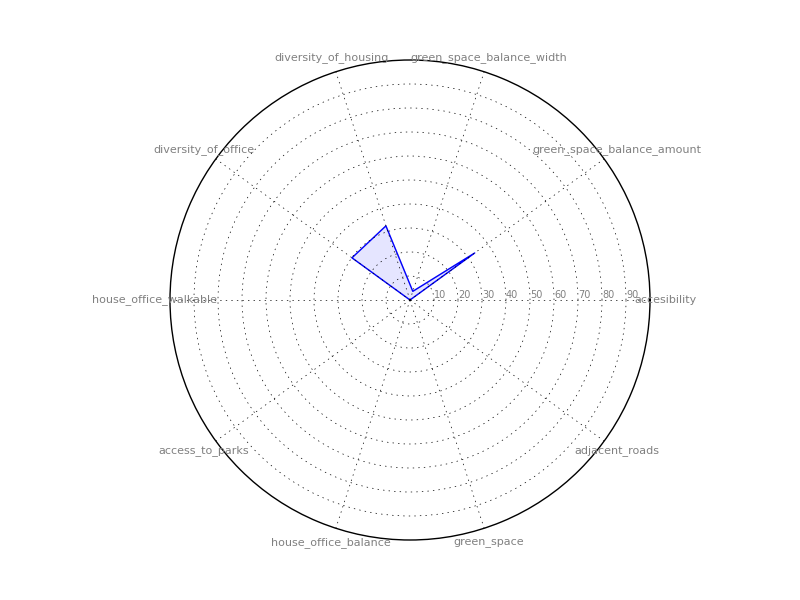 diversity_of_housing
green_space_balance_width
diversity_of_office
green_space_balance_amount
house_office_walkable
10 20 30 40 50 60 70 80 90
accesibility
access_to_parks
adjacent_roads
house_office_balance
green_space